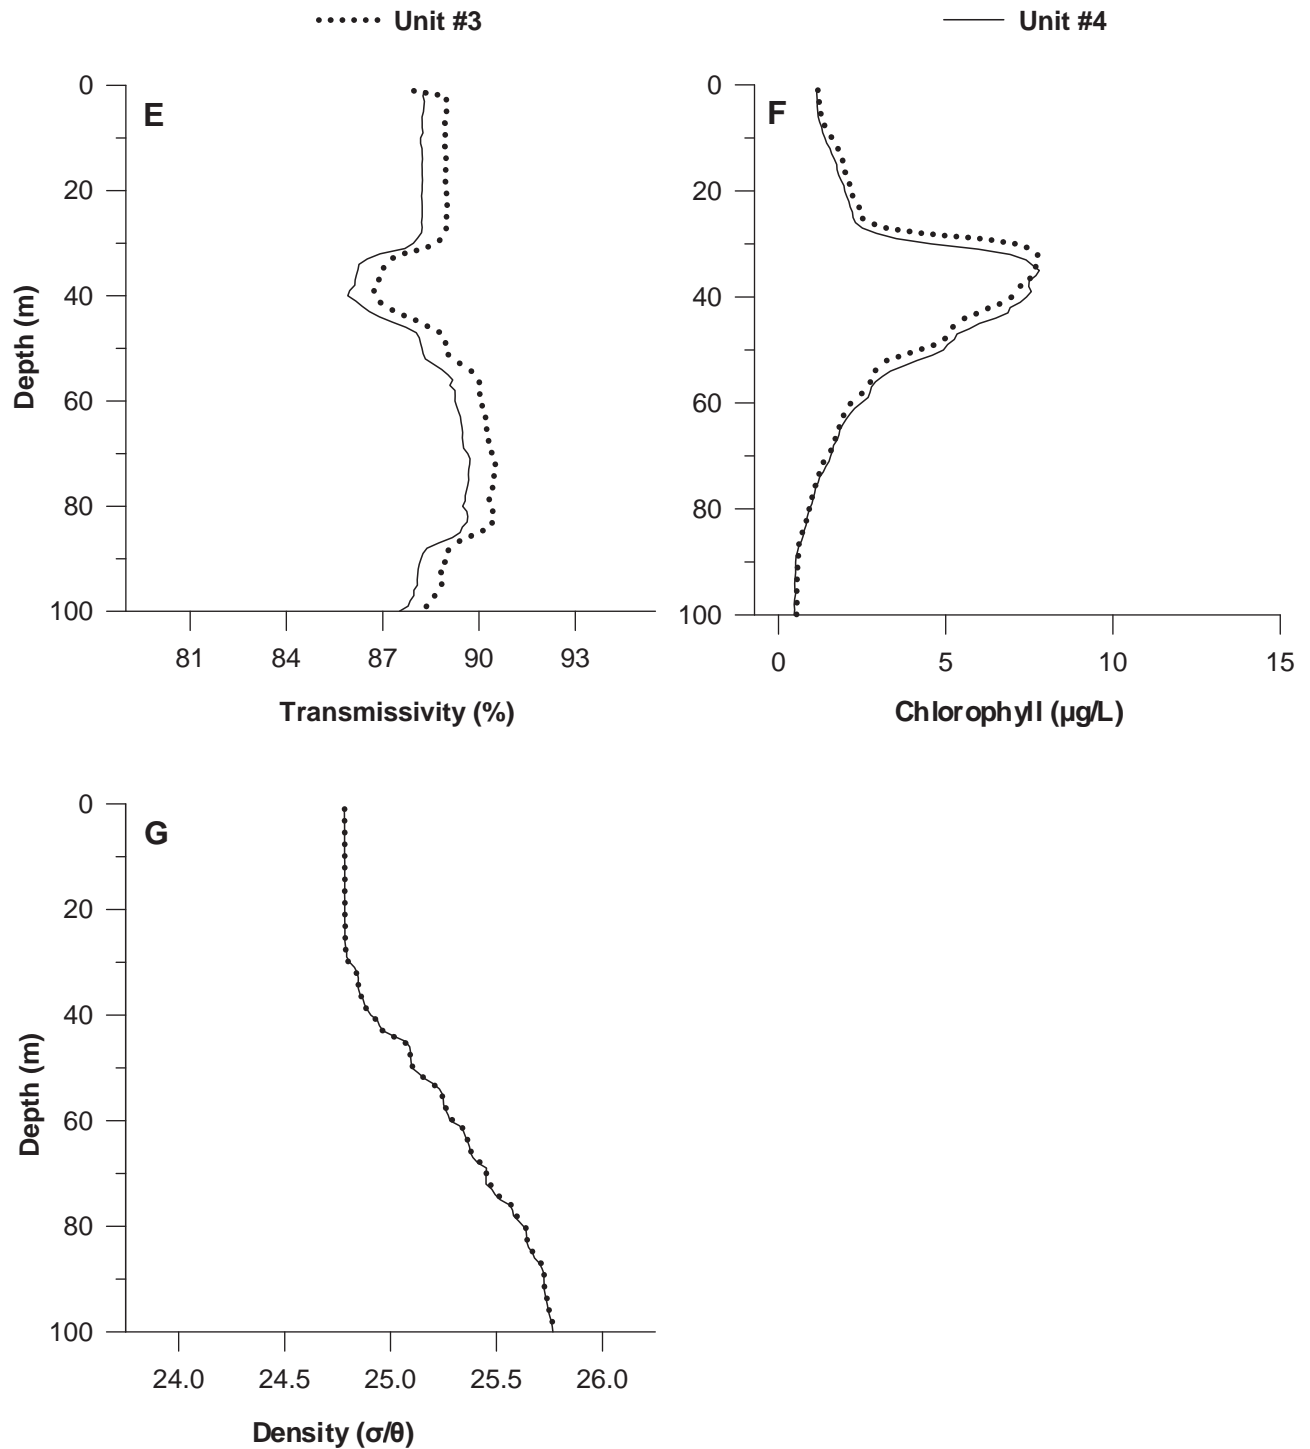 Unit #3
Unit #4
E
0
20
40
60
80
100
Depth (m)
81 84 87 90 93
Transmissivity (%)
F
0
20
40
60
80
100
0 5 10 15
Chlorophyll (µg/L)
G
0
20
40
60
80
100
Depth (m)
24.0 24.5 25.0 25.5 26.0
Density (σ/θ)